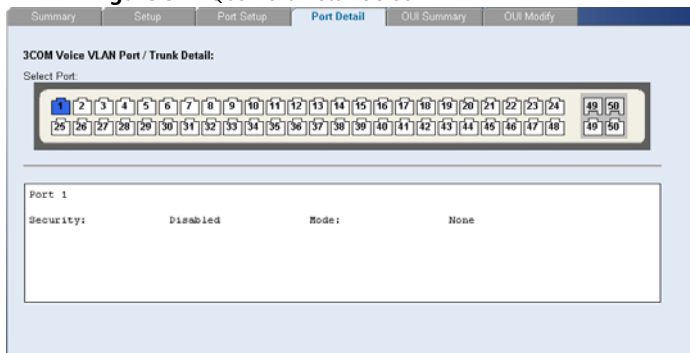 Summary Setup Port Setup Port Detail OUI Summary OUI Modify
3COM Voice VLAN Port / Trunk Detail:
Select Port:
1 2 3 4 5 6 7 8 9 10 11 12 13 14 15 16 17 18 19 20 21 22 23 24 49 50
25 26 27 28 29 30 31 32 33 34 35 36 37 38 39 40 41 42 43 44 45 46 47 48 49 50
Port 1
Security: Disabled Mode: None